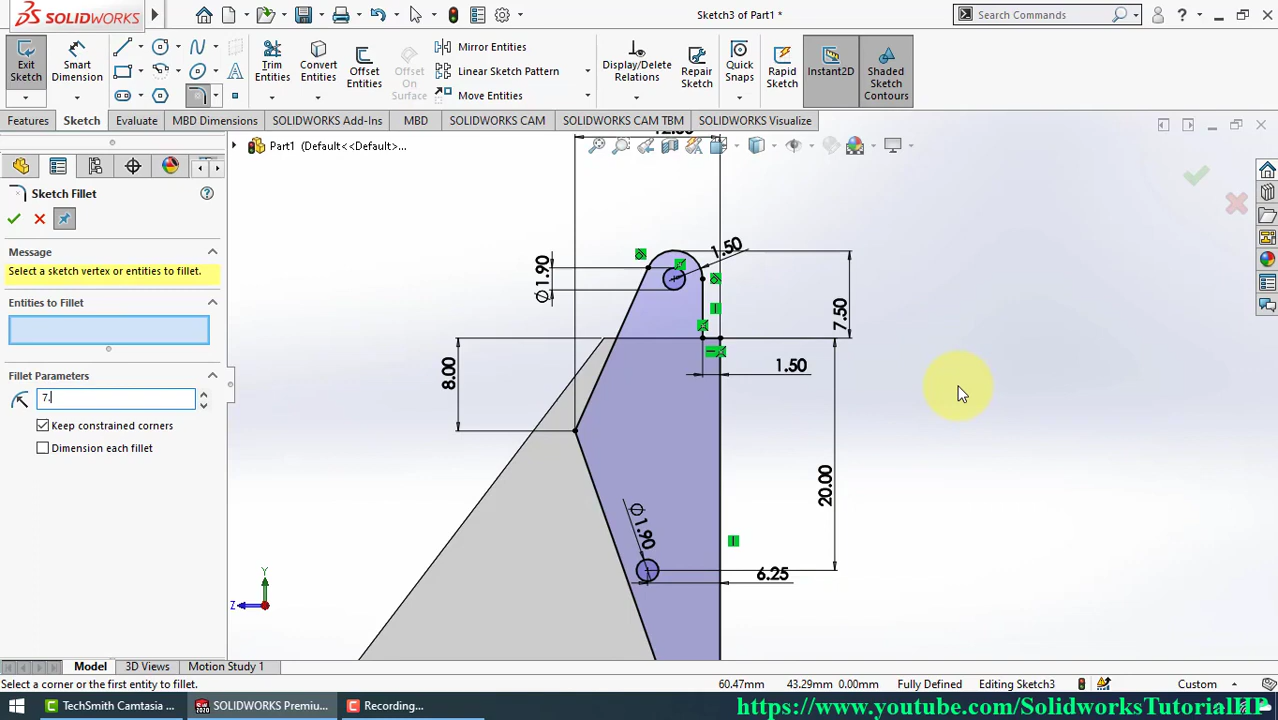 SOLIDWORKS
Sketch3 of Part1 *
Search Commands
Exit Sketch
Smart Dimension
Trim Entities
Convert Entities
Offset Entities
Offset On Surface
Mirror Entities
Linear Sketch Pattern
Move Entities
Display/Delete Relations
Repair Sketch
Quick Snaps
Rapid Sketch
Instant2D
Shaded Sketch Contours
Features
Sketch
Evaluate
MBD Dimensions
SOLIDWORKS Add-Ins
MBD
SOLIDWORKS CAM
SOLIDWORKS CAM TBM
SOLIDWORKS Visualize
Part1 (Default<<Default>...
Sketch Fillet
Message
Select a sketch vertex or entities to fillet.
Entities to Fillet
Fillet Parameters
7.
Keep constrained corners
Dimension each fillet
1.50
Ø1.90
7.50
8.00
1.50
20.00
Ø1.90
6.25
Y
Z
Model
3D Views
Motion Study 1
Select a corner or the first entity to fillet.
60.47mm
43.29mm 0.00mm
Fully Defined
Editing Sketch3
Custom
TechSmith Camtasia
SOLIDWORKS Premiu...
Recording...
https://www.youtube.com/SolidworksTutorialHP